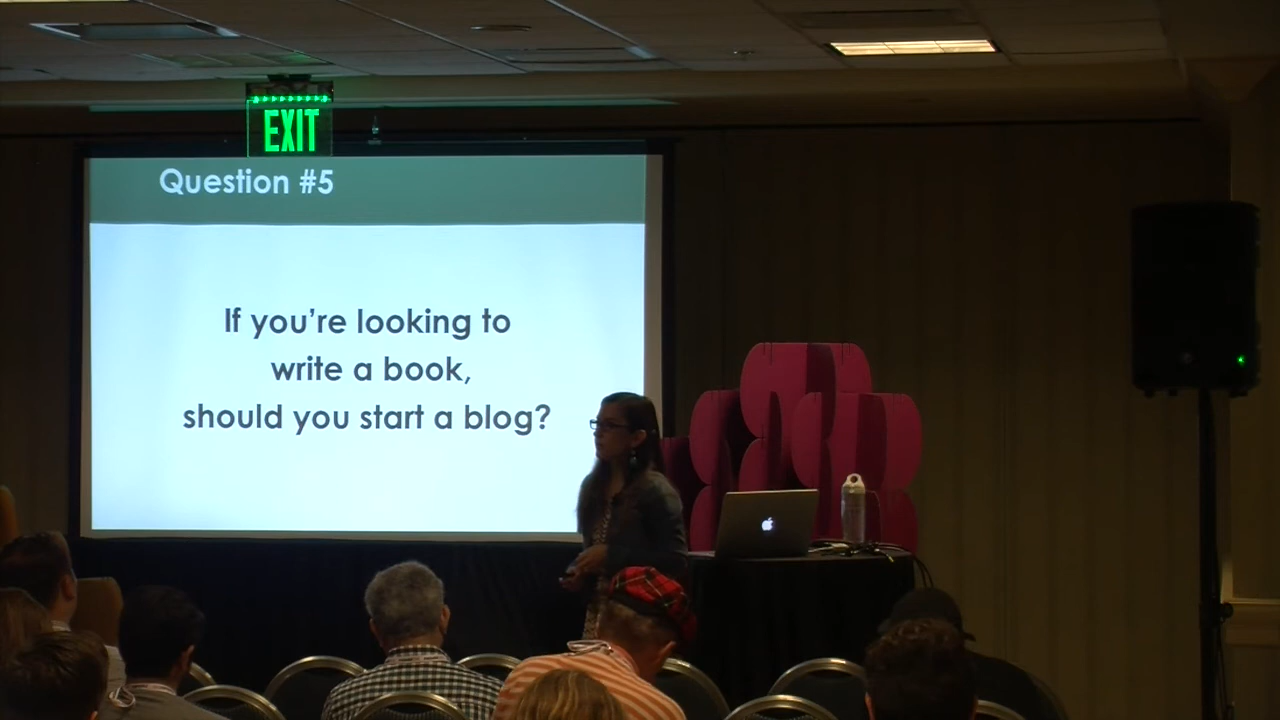 EXIT
Question #5
If you’re looking to
write a book,
should you start a blog?